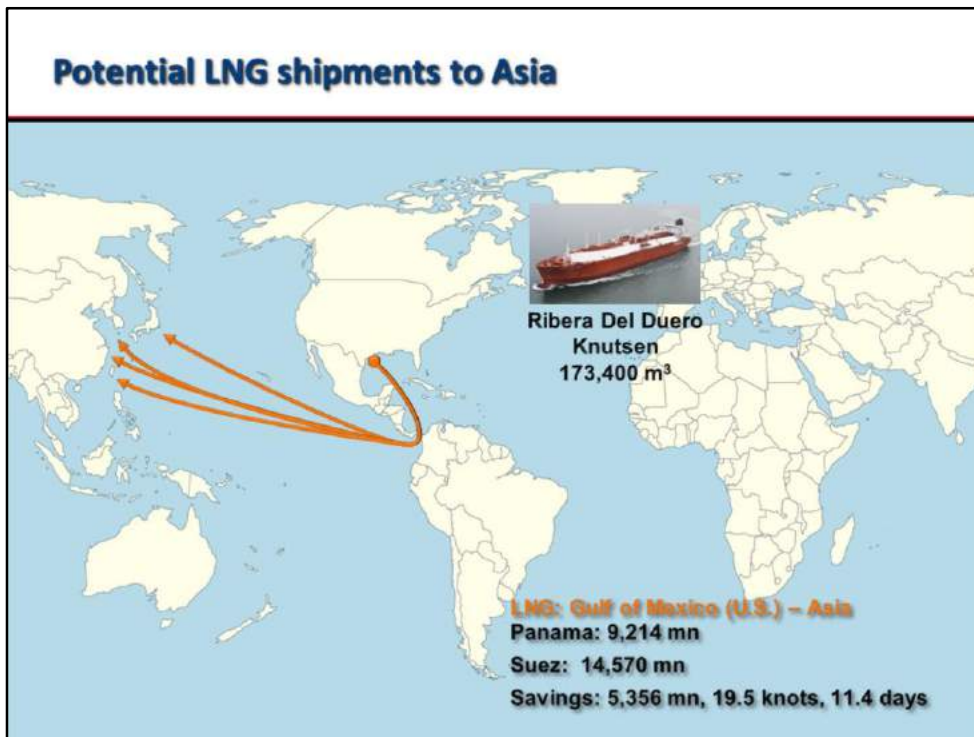 Potential LNG shipments to Asia
Ribera Del Duero
Knutsen
173,400 m³
LNG: Gulf of Mexico (U.S.) – Asia
Panama: 9,214 mn
Suez: 14,570 mn
Savings: 5,356 mn, 19.5 knots, 11.4 days